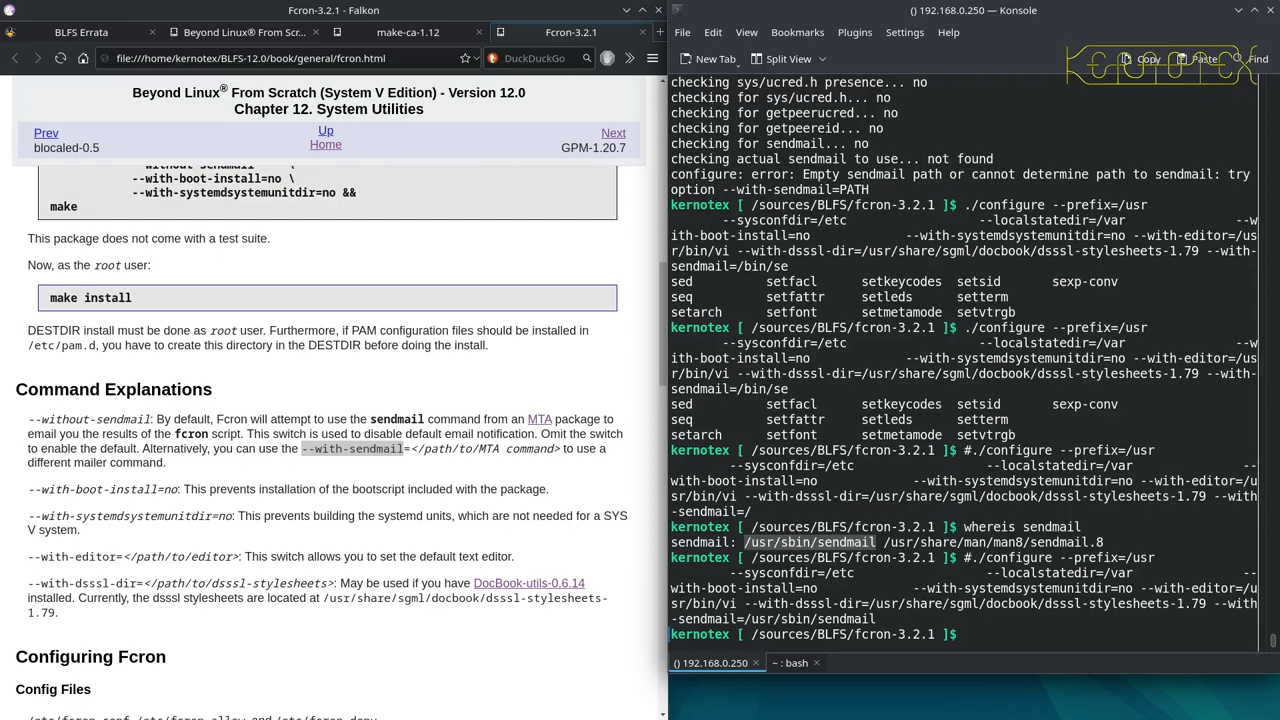 Fcron-3.2.1 - Falkon
BLFS Errata
Beyond Linux® From Scr...
make-ca-1.12
Fcron-3.2.1
file:///home/kernotex/BLFS-12.0/book/general/fcron.html
DuckDuckGo
Beyond Linux® From Scratch (System V Edition) - Version 12.0
Chapter 12. System Utilities
Prev
Up
Next
blocaled-0.5
Home
GPM-1.20.7
--with-boot-install=no \
--with-systemdsystemunitdir=no &&
make
This package does not come with a test suite.
Now, as the root user:
make install
DESTDIR install must be done as root user. Furthermore, if PAM configuration files should be installed in
/etc/pam.d, you have to create this directory in the DESTDIR before doing the install.
Command Explanations
--without-sendmail: By default, Fcron will attempt to use the sendmail command from an MTA package to
email you the results of the fcron script. This switch is used to disable default email notification. Omit the switch
to enable the default. Alternatively, you can use the --with-sendmail=</path/to/MTA command> to use a
different mailer command.
--with-boot-install=no: This prevents installation of the bootscript included with the package.
--with-systemdsystemunitdir=no: This prevents building the systemd units, which are not needed for a SYS
V system.
--with-editor=</path/to/editor>: This switch allows you to set the default text editor.
--with-dsssl-dir=</path/to/dsssl-stylesheets>: May be used if you have DocBook-utils-0.6.14
installed. Currently, the dsssl stylesheets are located at /usr/share/sgml/docbook/dsssl-stylesheets-
1.79.
Configuring Fcron
Config Files
/etc/fcron.conf, /etc/fcron.allow, and /etc/fcron.deny
() 192.168.0.250 — Konsole
File Edit View Bookmarks Plugins Settings Help
New Tab Split View Copy Paste Find
kernotex
checking sys/ucred.h presence... no
checking for sys/ucred.h... no
checking for getpeerucred... no
checking for getpeereid... no
checking for sendmail... no
checking actual sendmail to use... not found
configure: error: Empty sendmail path or cannot determine path to sendmail: try
option --with-sendmail=PATH
kernotex [ /sources/BLFS/fcron-3.2.1 ]$ ./configure --prefix=/usr
--sysconfdir=/etc --localstatedir=/var --w
ith-boot-install=no --with-systemdsystemunitdir=no --with-editor=/us
r/bin/vi --with-dsssl-dir=/usr/share/sgml/docbook/dsssl-stylesheets-1.79 --with-
sendmail=/bin/se
sed setfacl setkeycodes setsid sexp-conv
seq setfattr setleds setterm
setarch setfont setmetamode setvtrgb
kernotex [ /sources/BLFS/fcron-3.2.1 ]$ ./configure --prefix=/usr
--sysconfdir=/etc --localstatedir=/var --w
ith-boot-install=no --with-systemdsystemunitdir=no --with-editor=/us
r/bin/vi --with-dsssl-dir=/usr/share/sgml/docbook/dsssl-stylesheets-1.79 --with-
sendmail=/bin/se
sed setfacl setkeycodes setsid sexp-conv
seq setfattr setleds setterm
setarch setfont setmetamode setvtrgb
kernotex [ /sources/BLFS/fcron-3.2.1 ]$ #./configure --prefix=/usr
--sysconfdir=/etc --localstatedir=/var --
with-boot-install=no --with-systemdsystemunitdir=no --with-editor=/u
sr/bin/vi --with-dsssl-dir=/usr/share/sgml/docbook/dsssl-stylesheets-1.79 --with
-sendmail=/
kernotex [ /sources/BLFS/fcron-3.2.1 ]$ whereis sendmail
sendmail: /usr/sbin/sendmail /usr/share/man/man8/sendmail.8
kernotex [ /sources/BLFS/fcron-3.2.1 ]$ #./configure --prefix=/usr
--sysconfdir=/etc --localstatedir=/var --
with-boot-install=no --with-systemdsystemunitdir=no --with-editor=/u
sr/bin/vi --with-dsssl-dir=/usr/share/sgml/docbook/dsssl-stylesheets-1.79 --with
-sendmail=/usr/sbin/sendmail
kernotex [ /sources/BLFS/fcron-3.2.1 ]$
() 192.168.0.250
~ : bash